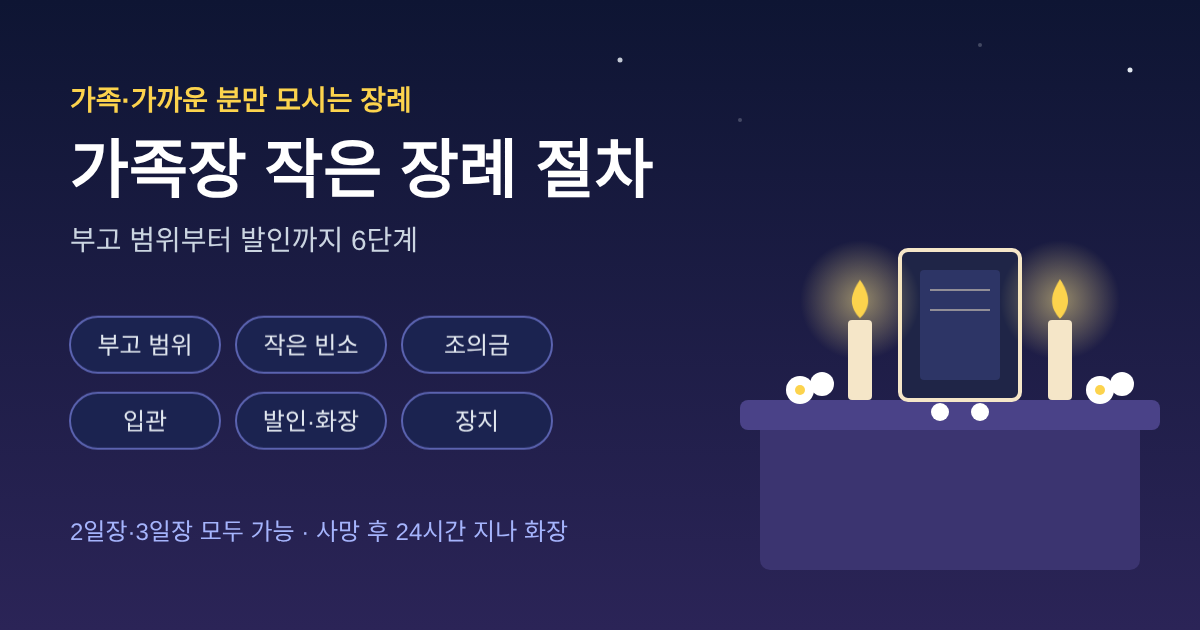 가족·가까운 분만 모시는 장례
가족장 작은 장례 절차
부고 범위부터 발인까지 6단계
부고 범위
작은 빈소
조의금
입관
발인·화장
장지
2일장·3일장 모두 가능 · 사망 후 24시간 지나 화장